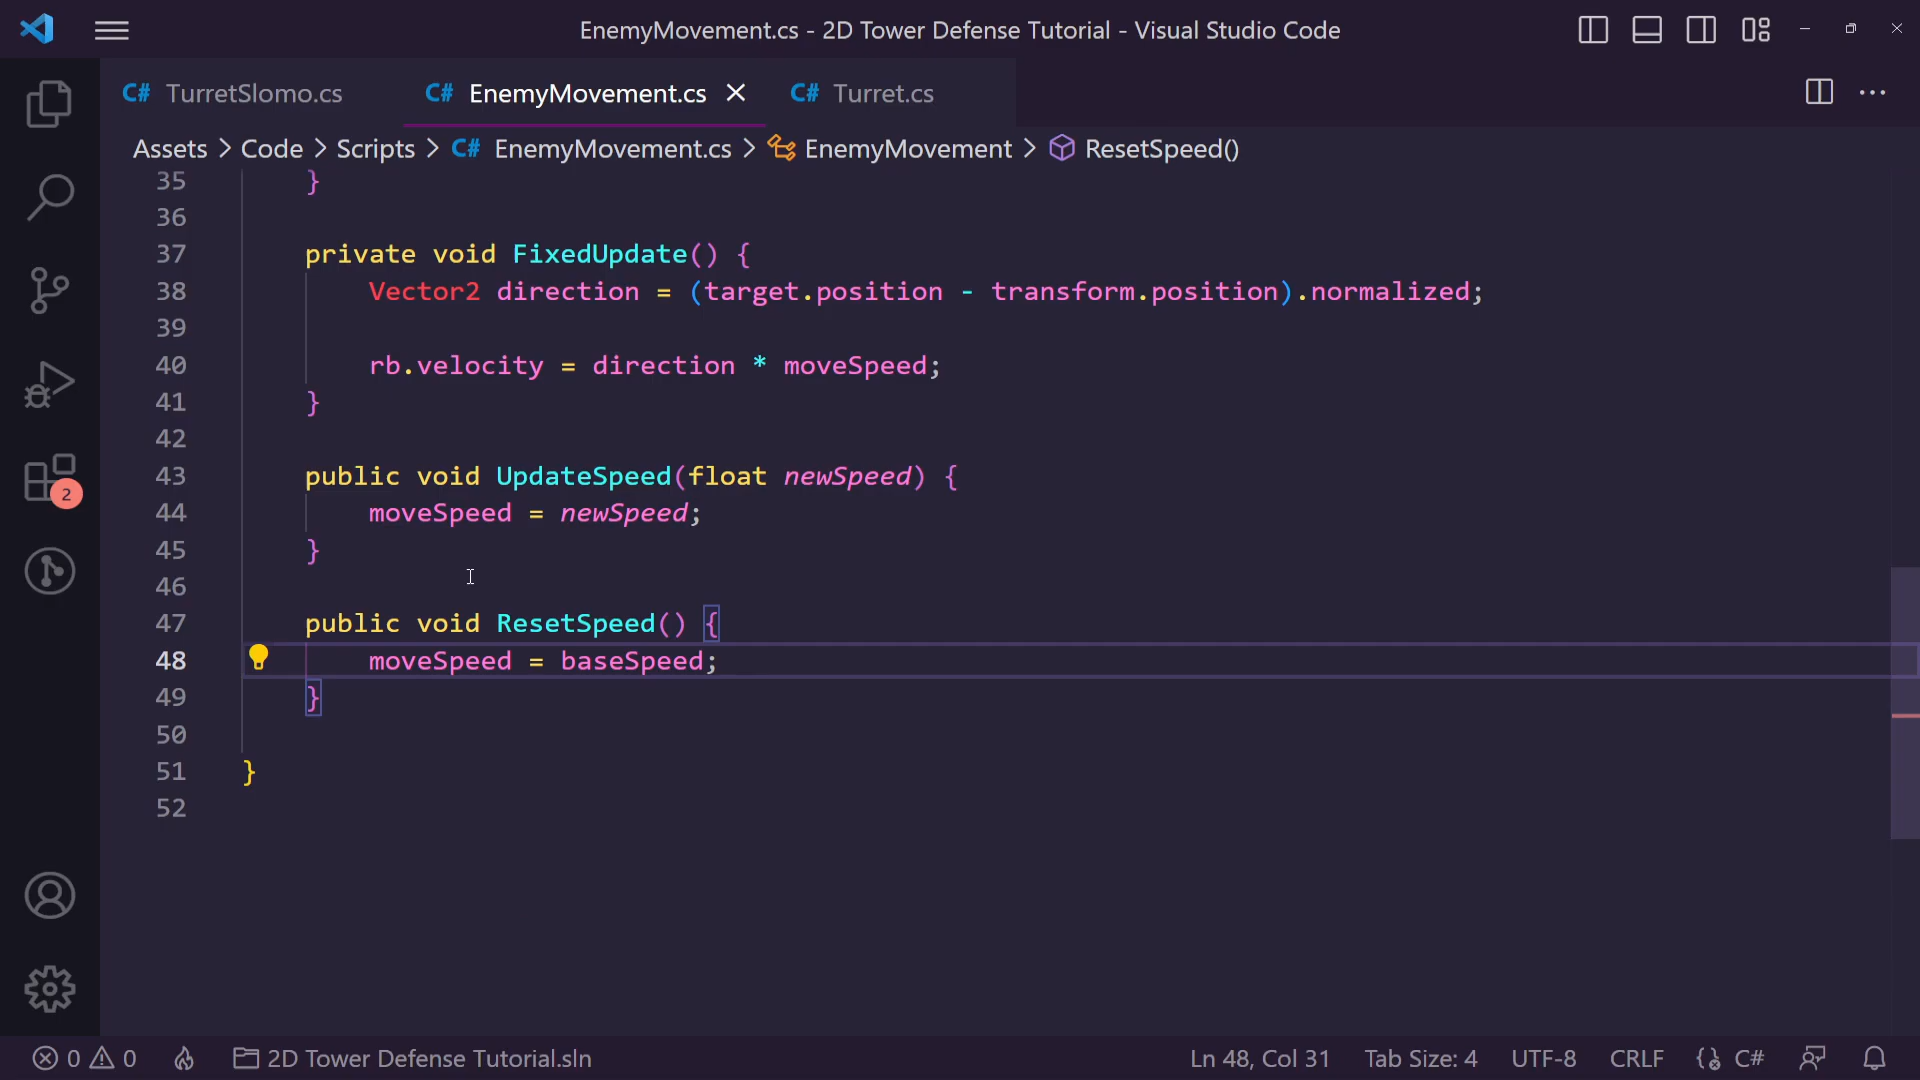 EnemyMovement.cs - 2D Tower Defense Tutorial - Visual Studio Code
C# TurretSlomo.cs C# EnemyMovement.cs C# Turret.cs
Assets > Code > Scripts > C# EnemyMovement.cs > EnemyMovement > ResetSpeed()
35 }
36
37 private void FixedUpdate() {
38 Vector2 direction = (target.position - transform.position).normalized;
39
40 rb.velocity = direction * moveSpeed;
41 }
42
43 public void UpdateSpeed(float newSpeed) {
44 moveSpeed = newSpeed;
45 }
46
47 public void ResetSpeed() {
48 moveSpeed = baseSpeed;
49 }
50
51 }
52
2
0 0 2D Tower Defense Tutorial.sln Ln 48, Col 31 Tab Size: 4 UTF-8 CRLF C#